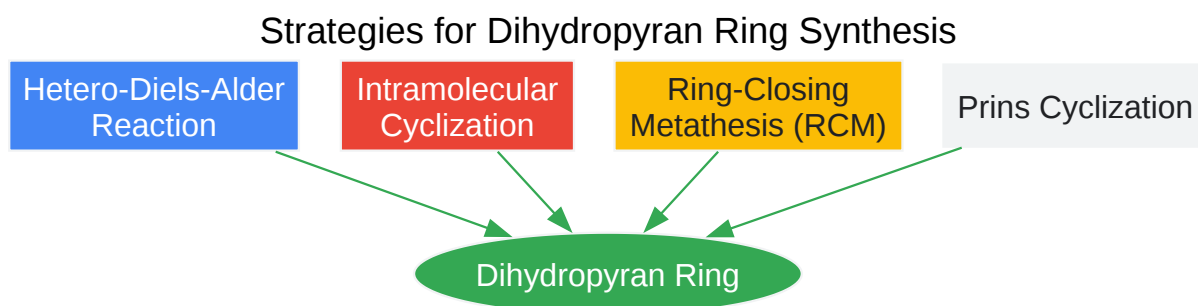 Strategies for Dihydropyran Ring Synthesis
Hetero-Diels-Alder
Reaction
Intramolecular
Cyclization
Ring-Closing
Metathesis (RCM)
Prins Cyclization
Dihydropyran Ring